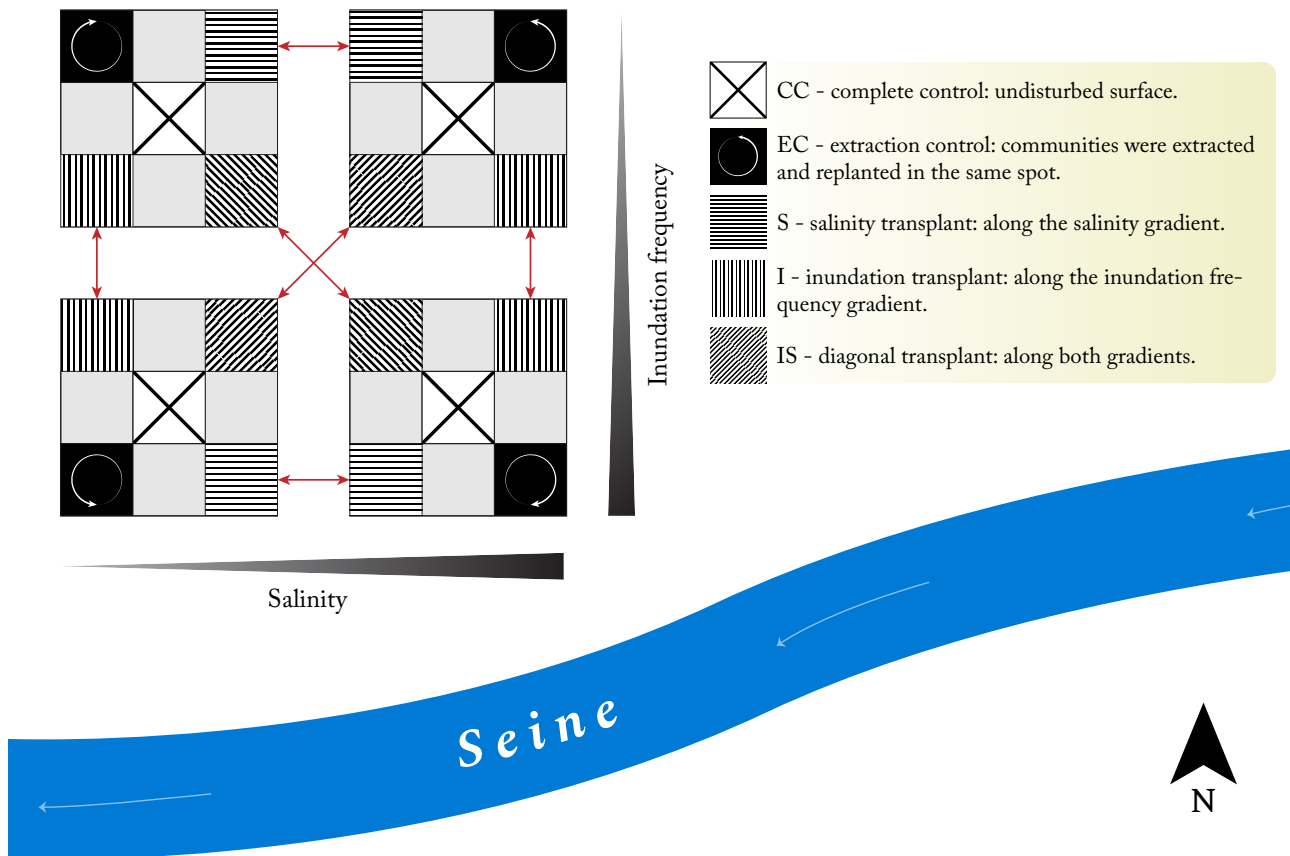 CC - complete control: undisturbed surface.
EC - extraction control: communities were extracted
and replanted in the same spot.
S - salinity transplant: along the salinity gradient.
I - inundation transplant: along the inundation fre-
quency gradient.
IS - diagonal transplant: along both gradients.
Inundation frequency
Salinity
Seine
N